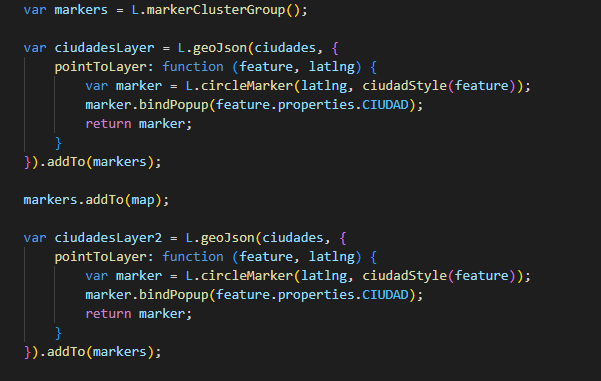 var markers = L.markerClusterGroup();
var ciudadesLayer = L.geoJson(ciudades, {
pointToLayer: function (feature, latlng) {
var marker = L.circleMarker(latlng, ciudadStyle(feature));
marker.bindPopup(feature.properties.CIUDAD);
return marker;
}
}).addTo(markers);
markers.addTo(map);
var ciudadesLayer2 = L.geoJson(ciudades, {
pointToLayer: function (feature, latlng) {
var marker = L.circleMarker(latlng, ciudadStyle(feature));
marker.bindPopup(feature.properties.CIUDAD);
return marker;
}
}).addTo(markers);